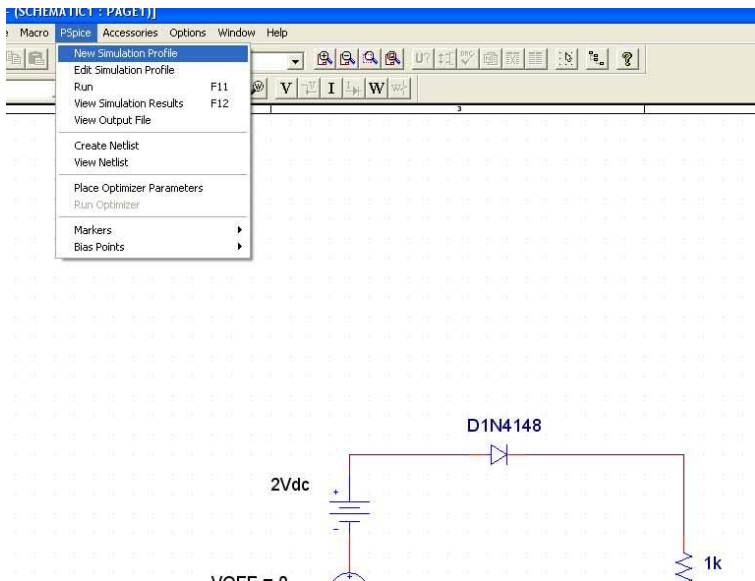 - (SCHEMATIC1 : PAGE1)]
Macro PSpice Accessories Options Window Help
New Simulation Profile
Edit Simulation Profile
Run F11
View Simulation Results F12
View Output File
Create Netlist
View Netlist
Place Optimizer Parameters
Run Optimizer
Markers
Bias Points
U?
V I W
3
D1N4148
2Vdc
+
-
1k
VOFF = 0
+